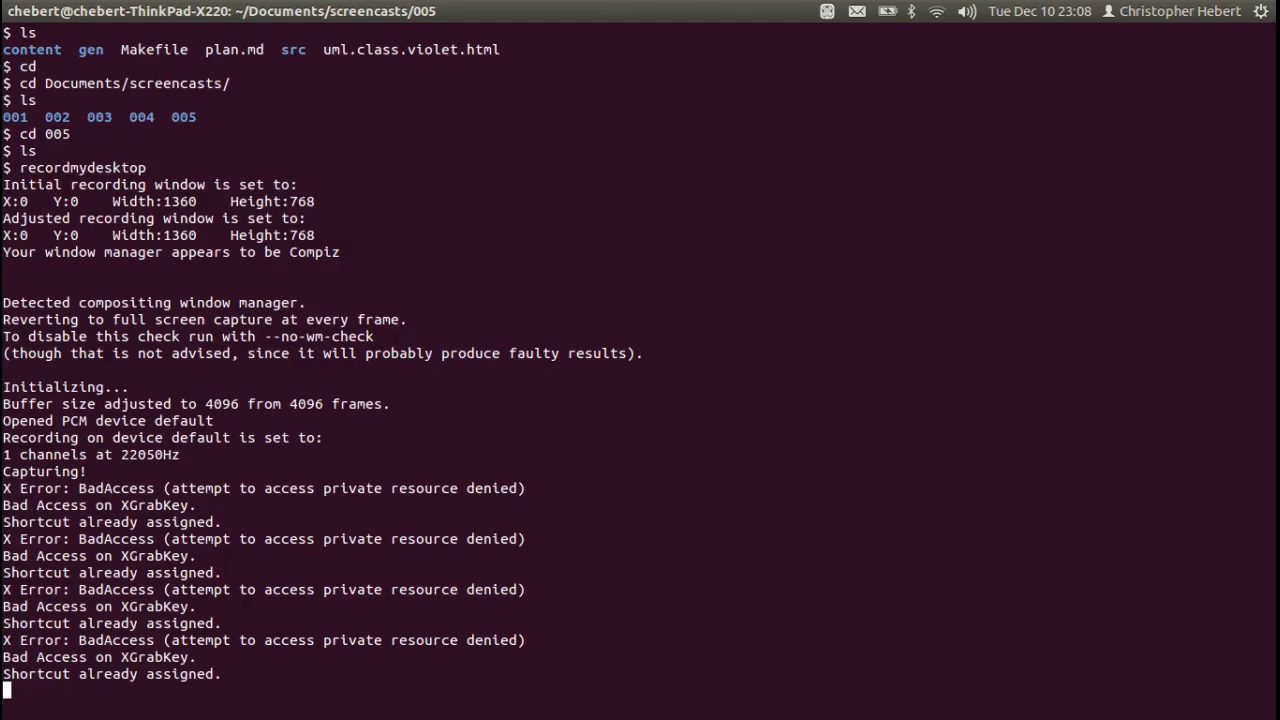 chebert@chebert-ThinkPad-X220: ~/Documents/screencasts/005 Tue Dec 10 23:08 Christopher Hebert
$ ls
content gen Makefile plan.md src uml.class.violet.html
$ cd
$ cd Documents/screencasts/
$ ls
001 002 003 004 005
$ cd 005
$ ls
$ recordmydesktop
Initial recording window is set to:
X:0 Y:0 Width:1360 Height:768
Adjusted recording window is set to:
X:0 Y:0 Width:1360 Height:768
Your window manager appears to be Compiz
Detected compositing window manager.
Reverting to full screen capture at every frame.
To disable this check run with --no-wm-check
(though that is not advised, since it will probably produce faulty results).
Initializing...
Buffer size adjusted to 4096 from 4096 frames.
Opened PCM device default
Recording on device default is set to:
1 channels at 22050Hz
Capturing!
X Error: BadAccess (attempt to access private resource denied)
Bad Access on XGrabKey.
Shortcut already assigned.
X Error: BadAccess (attempt to access private resource denied)
Bad Access on XGrabKey.
Shortcut already assigned.
X Error: BadAccess (attempt to access private resource denied)
Bad Access on XGrabKey.
Shortcut already assigned.
X Error: BadAccess (attempt to access private resource denied)
Bad Access on XGrabKey.
Shortcut already assigned.